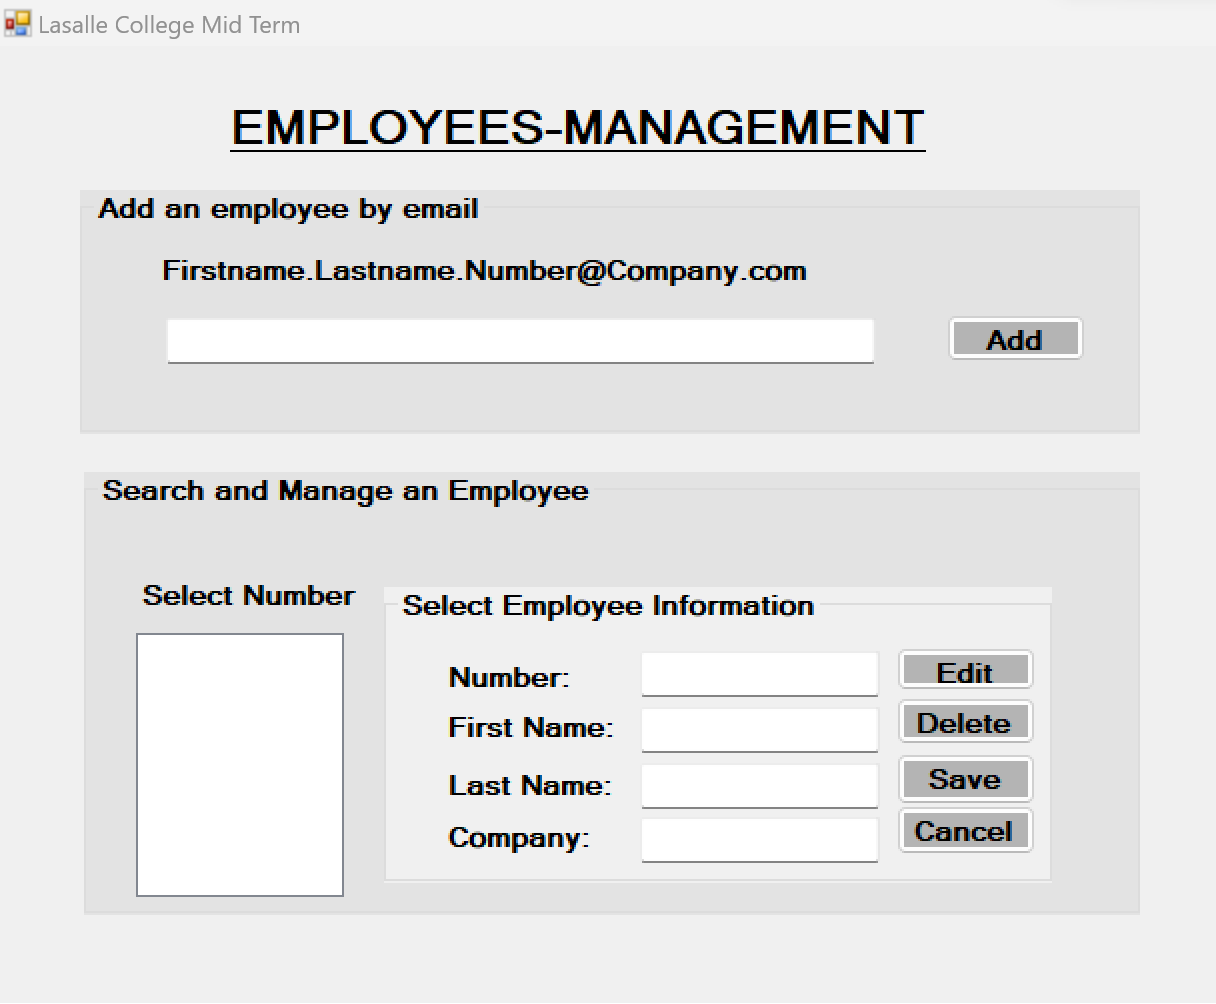 Lasalle College Mid Term
EMPLOYEES-MANAGEMENT
Add an employee by email
Firstname.Lastname.Number@Company.com
Add
Search and Manage an Employee
Select Number
Select Employee Information
Number:
Edit
First Name:
Delete
Last Name:
Save
Company:
Cancel